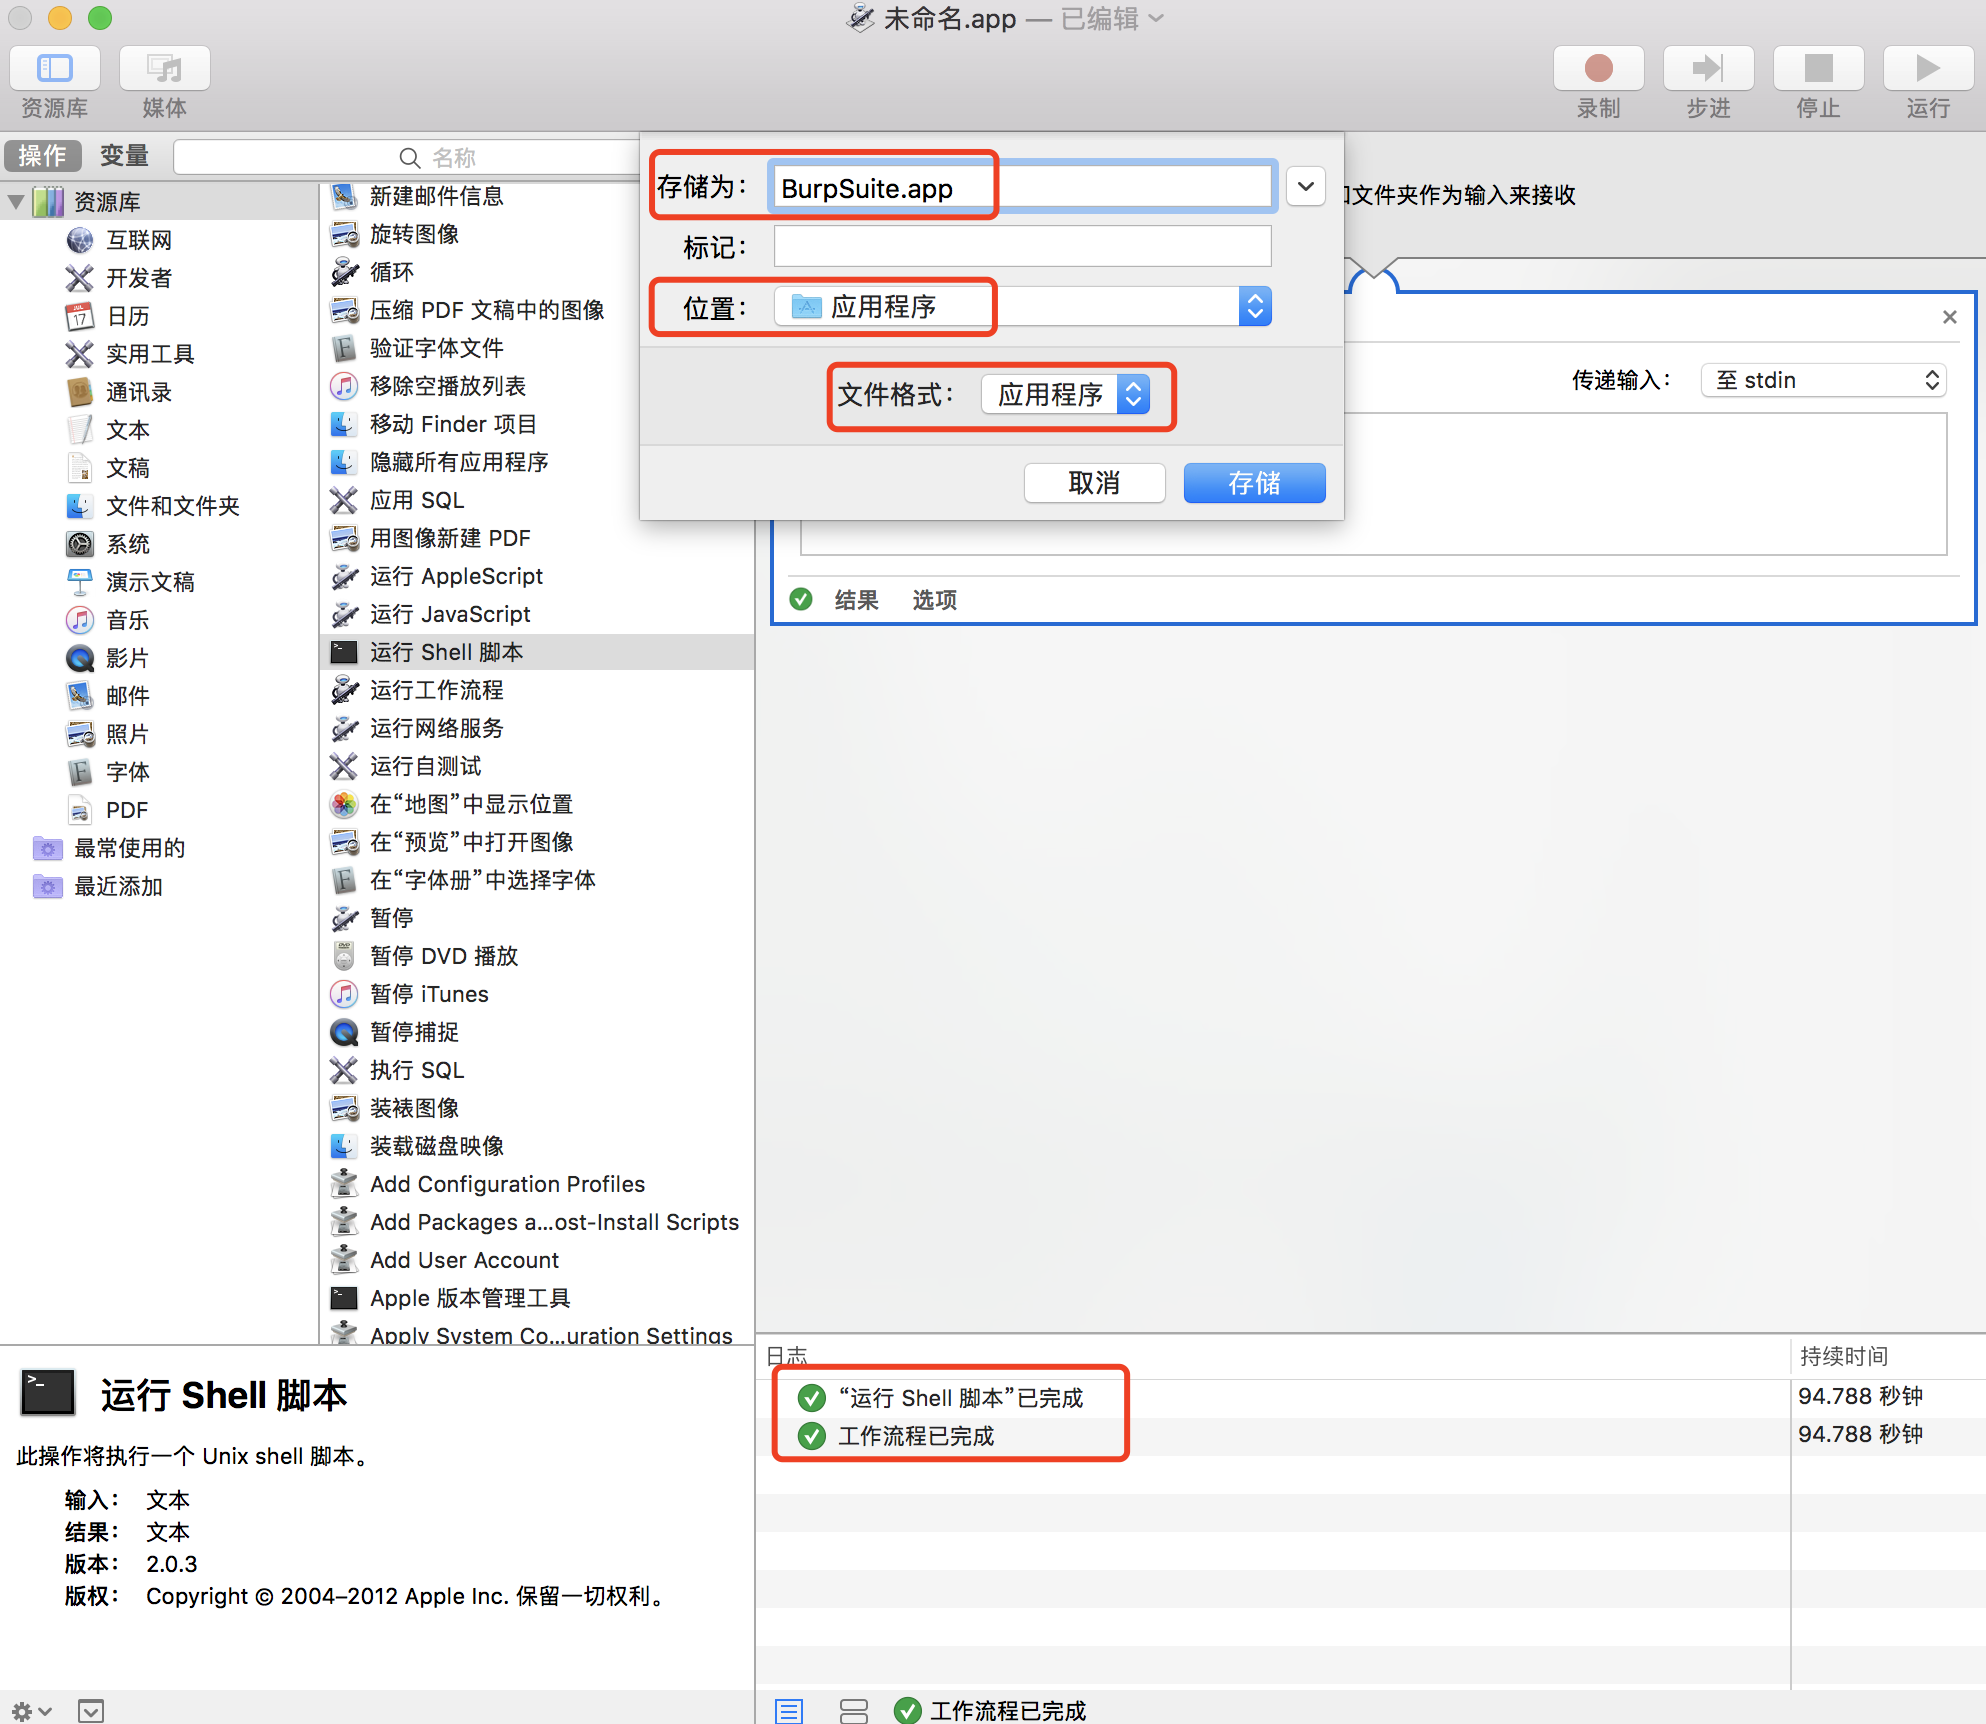 未命名.app — 已编辑
资源库
媒体
录制
步进
停止
运行
操作
变量
名称
存储为：
BurpSuite.app
标记：
位置：
应用程序
文件格式：
应用程序
取消
存储
文件夹作为输入来接收
传递输入：
至 stdin
结果
选项
资源库
互联网
开发者
日历
实用工具
通讯录
文本
文稿
文件和文件夹
系统
演示文稿
音乐
影片
邮件
照片
字体
PDF
最常使用的
最近添加
新建邮件信息
旋转图像
循环
压缩 PDF 文稿中的图像
验证字体文件
移除空播放列表
移动 Finder 项目
隐藏所有应用程序
应用 SQL
用图像新建 PDF
运行 AppleScript
运行 JavaScript
运行 Shell 脚本
运行工作流程
运行网络服务
运行自测试
在“地图”中显示位置
在“预览”中打开图像
在“字体册”中选择字体
暂停
暂停 DVD 播放
暂停 iTunes
暂停捕捉
执行 SQL
装裱图像
装载磁盘映像
Add Configuration Profiles
Add Packages a...ost-Install Scripts
Add User Account
Apple 版本管理工具
Apply System Co...uration Settings
运行 Shell 脚本
此操作将执行一个 Unix shell 脚本。
输入： 文本
结果： 文本
版本： 2.0.3
版权： Copyright © 2004–2012 Apple Inc. 保留一切权利。
日志
持续时间
“运行 Shell 脚本”已完成
94.788 秒钟
工作流程已完成
94.788 秒钟
工作流程已完成